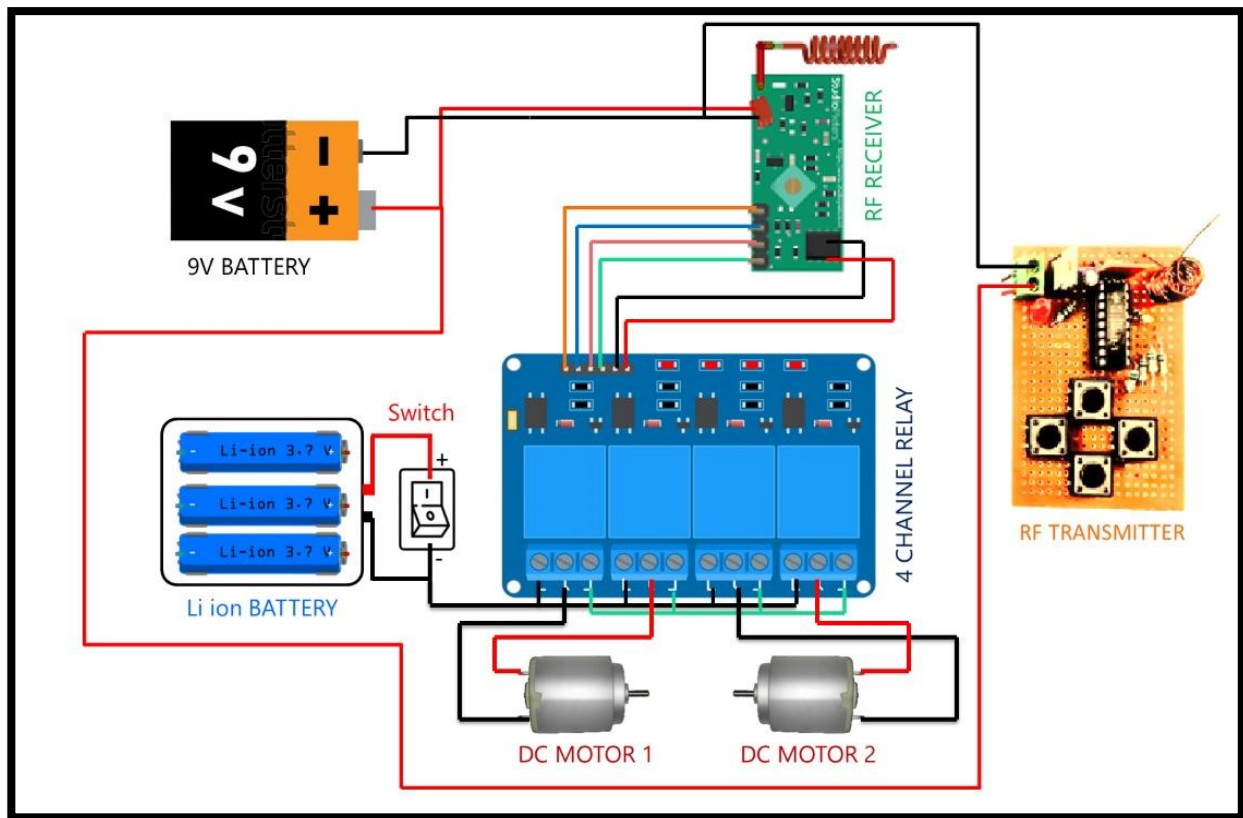 9V
-
+
9V BATTERY
RF RECEIVER
Switch
+
-
Li-ion 3.7 V
Li-ion 3.7 V
Li-ion 3.7 V
Li ion BATTERY
4 CHANNEL RELAY
RF TRANSMITTER
DC MOTOR 1
DC MOTOR 2